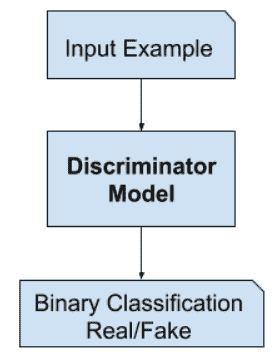 Input Example
Discriminator
Model
Binary Classification
Real/Fake